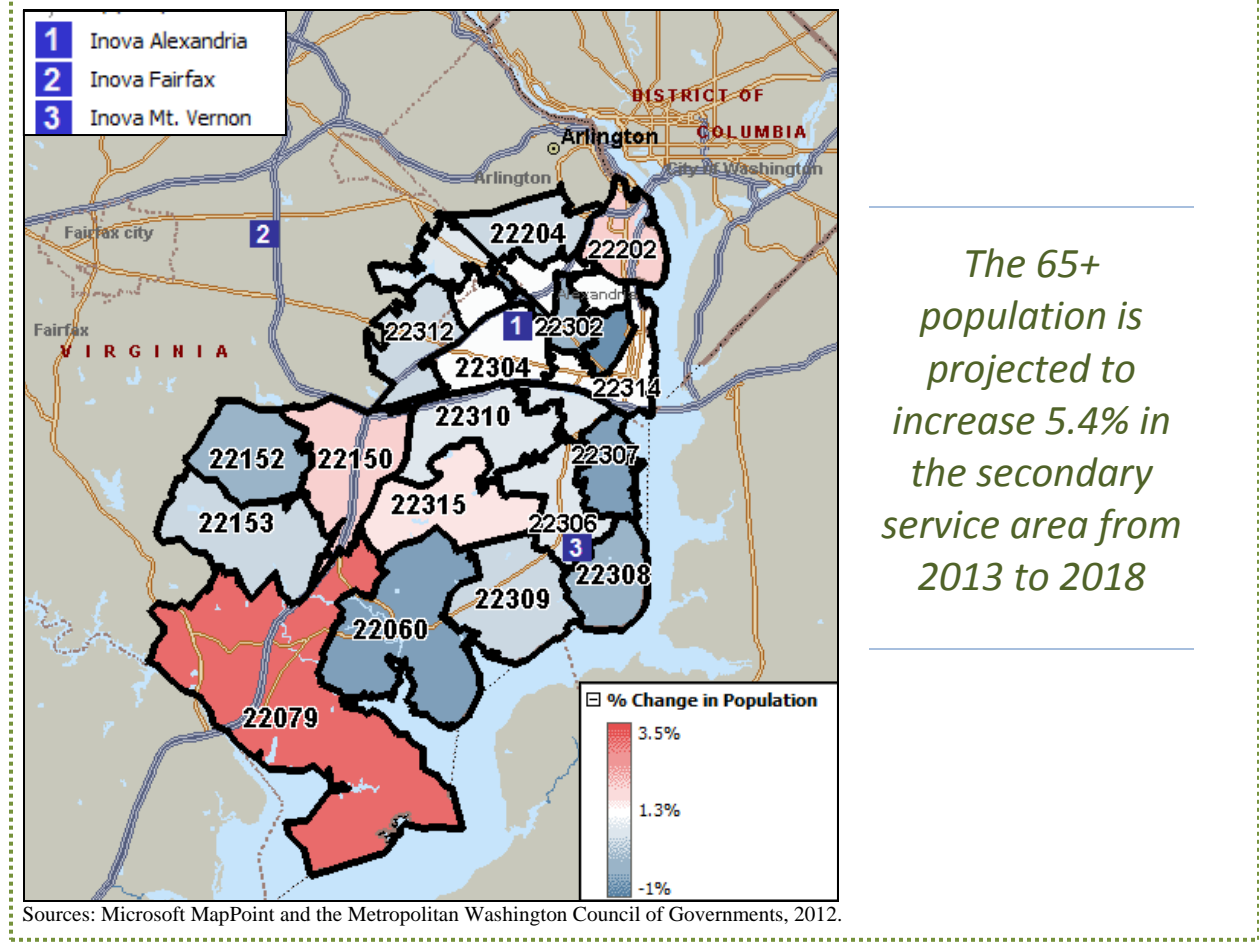 1 Inova Alexandria
2 Inova Fairfax
3 Inova Mt. Vernon
DISTRICT OF
COLUMBIA
Arlington
City of Washington
Arlington
Fairfax city
2
22204
22202
Alexandria
22312
1
22302
Fairfax
VIRGINIA
22304
22314
22310
22307
22152
22150
22315
22153
22306
3
22308
22309
22060
22079
% Change in Population
3.5%
1.3%
-1%
The 65+
population is
projected to
increase 5.4% in
the secondary
service area from
2013 to 2018
Sources: Microsoft MapPoint and the Metropolitan Washington Council of Governments, 2012.